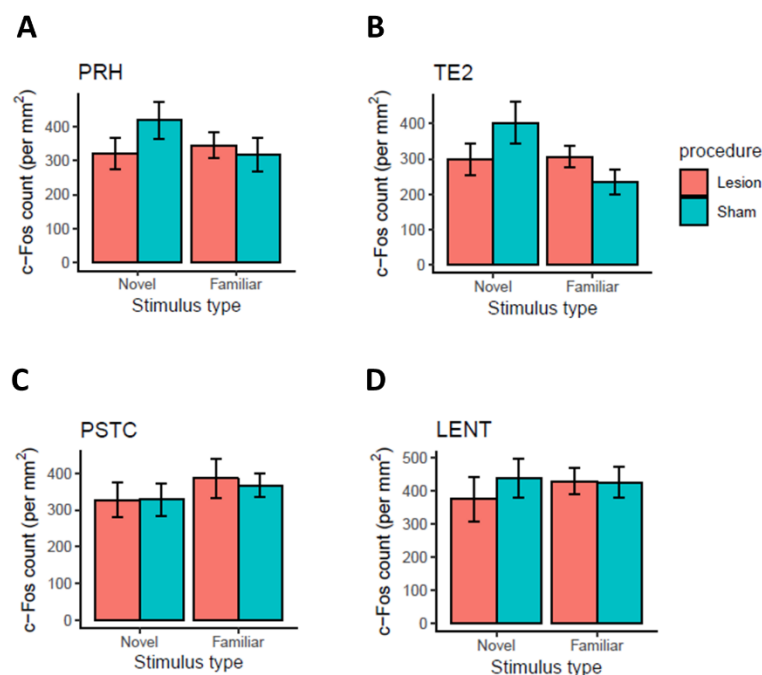 A
PRH
c-Fos count (per mm²)
400
300
200
100
0
Novel
Familiar
Stimulus type
B
TE2
c-Fos count (per mm²)
400
300
200
100
0
Novel
Familiar
Stimulus type
procedure
Lesion
Sham
C
PSTC
c-Fos count (per mm²)
400
300
200
100
0
Novel
Familiar
Stimulus type
D
LENT
c-Fos count (per mm²)
500
400
300
200
100
0
Novel
Familiar
Stimulus type